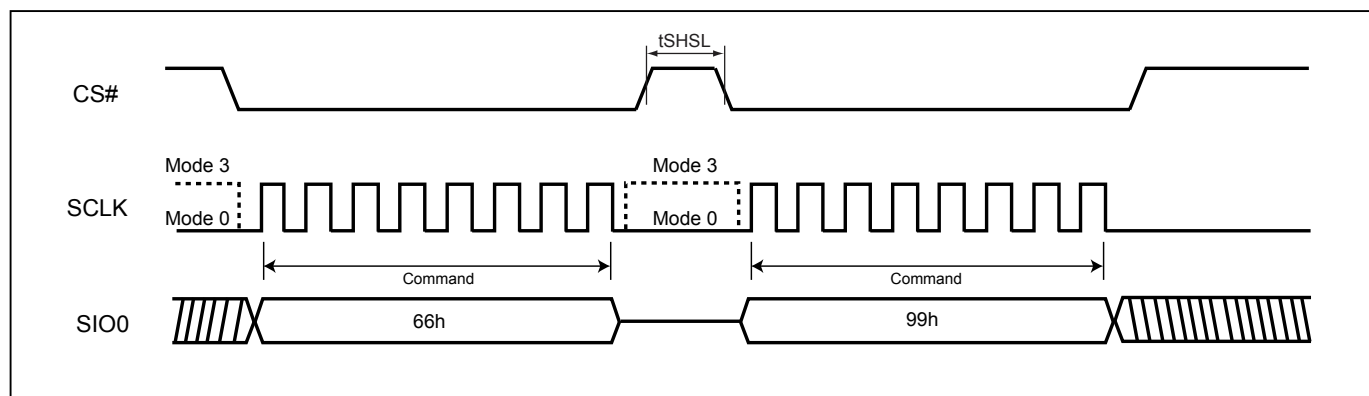 tSHSL
CS#
Mode 3
Mode 3
SCLK
Mode 0
Mode 0
Command
Command
SIO0
66h
99h